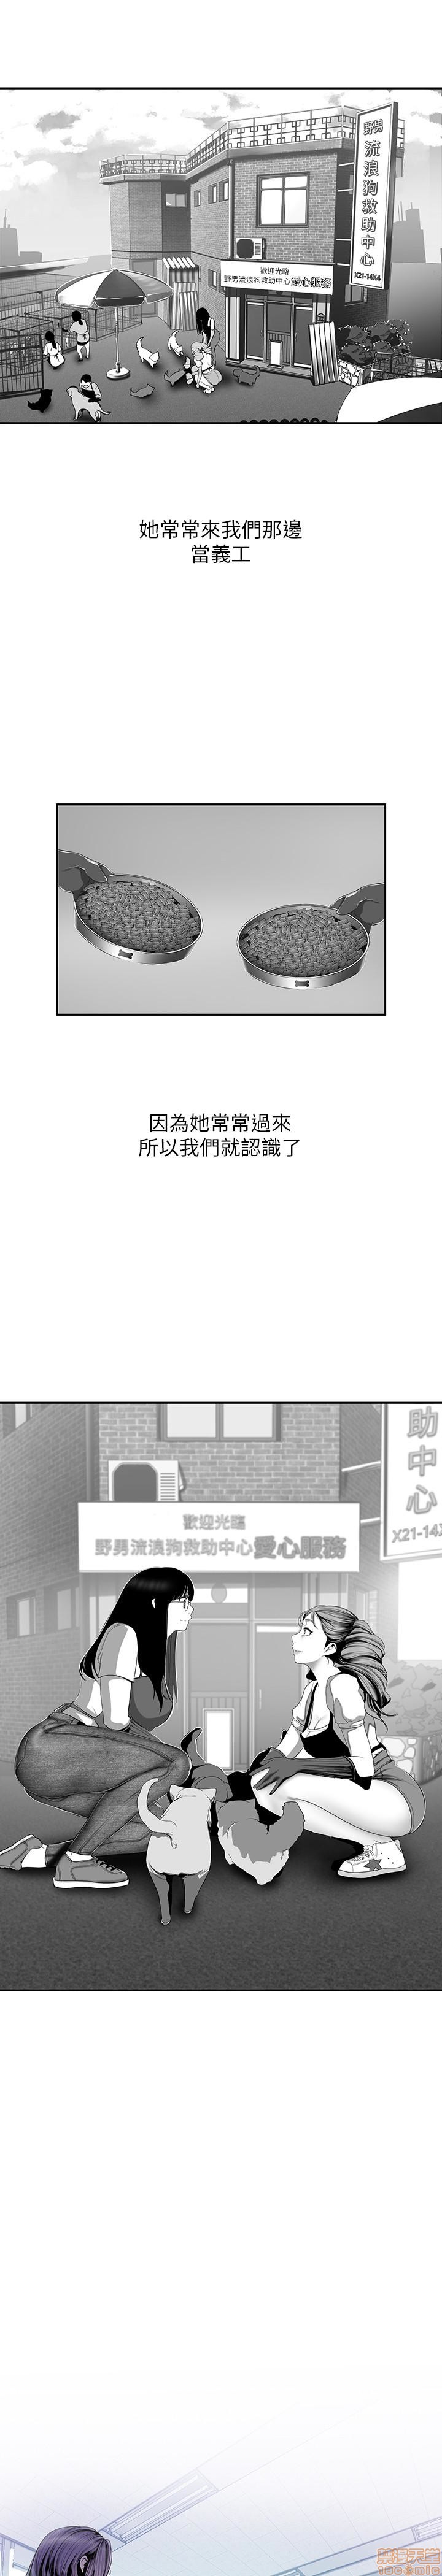 野男
流浪狗救助中心
X21-14X4
歡迎光臨
野男流浪狗救助中心 愛心服務
她常常來我們那邊
當義工
因為她常常過來
所以我們就認識了
助中心
X21-14X
歡迎光臨
野男流浪狗救助中心 愛心服務